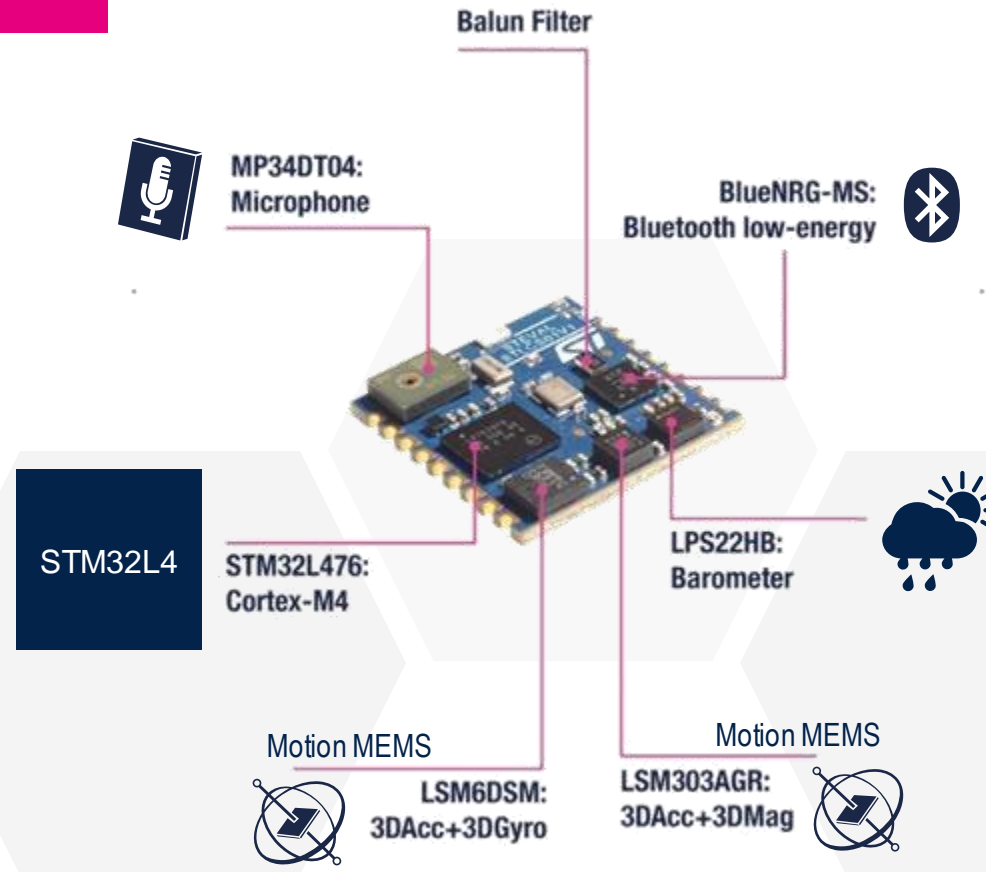 Balun Filter
MP34DT04:
Microphone
BlueNRG-MS:
Bluetooth low-energy
STEVAL
STM32L4
STM32L476:
Cortex-M4
LPS22HB:
Barometer
Motion MEMS
LSM6DSM:
3DAcc+3DGyro
Motion MEMS
LSM303AGR:
3DAcc+3DMag